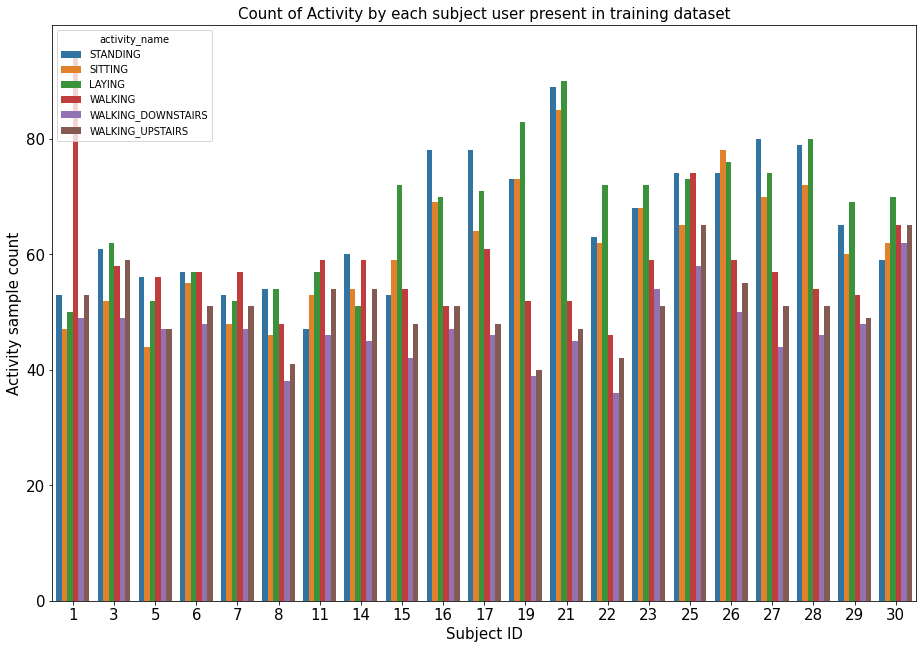 Count of Activity by each subject user present in training dataset
activity_name
STANDING
SITTING
LAYING
WALKING
WALKING_DOWNSTAIRS
WALKING_UPSTAIRS
Activity sample count
80
60
40
20
0
1 3 5 6 7 8 11 14 15 16 17 19 21 22 23 25 26 27 28 29 30
Subject ID